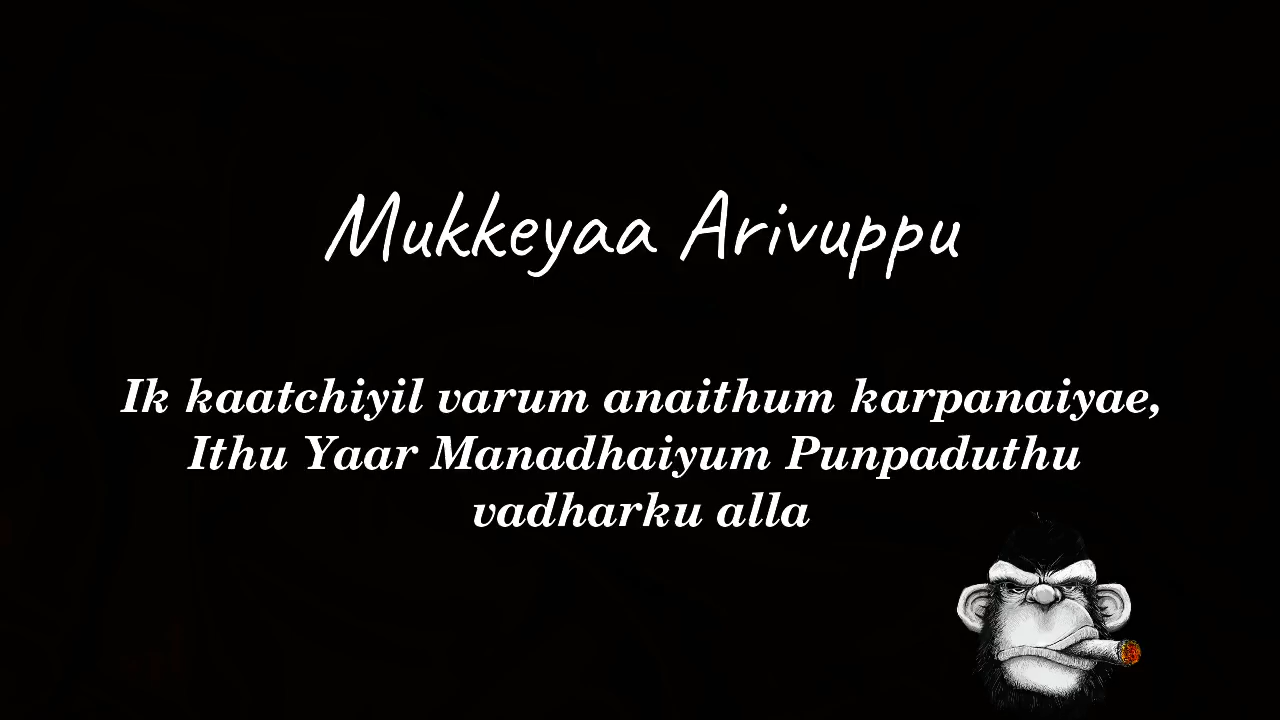 Mukkeyaa Arivuppu
Ik kaatchiyil varum anaithum karpanaiyae,
Ithu Yaar Manadhaiyum Punpaduthu
vadharku alla